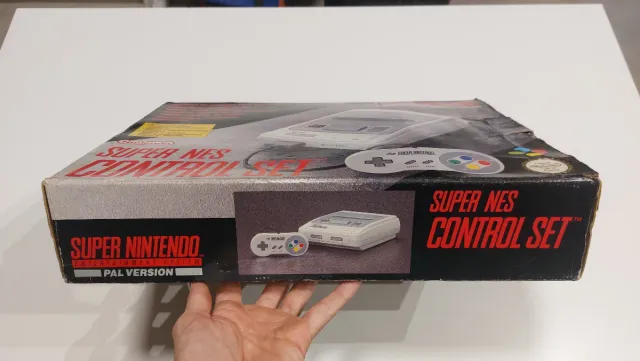 SUPER NES
CONTROL SET
SUPER NINTENDO
ENTERTAINMENT SYSTEM
PAL VERSION
SUPER NES
CONTROL SET™